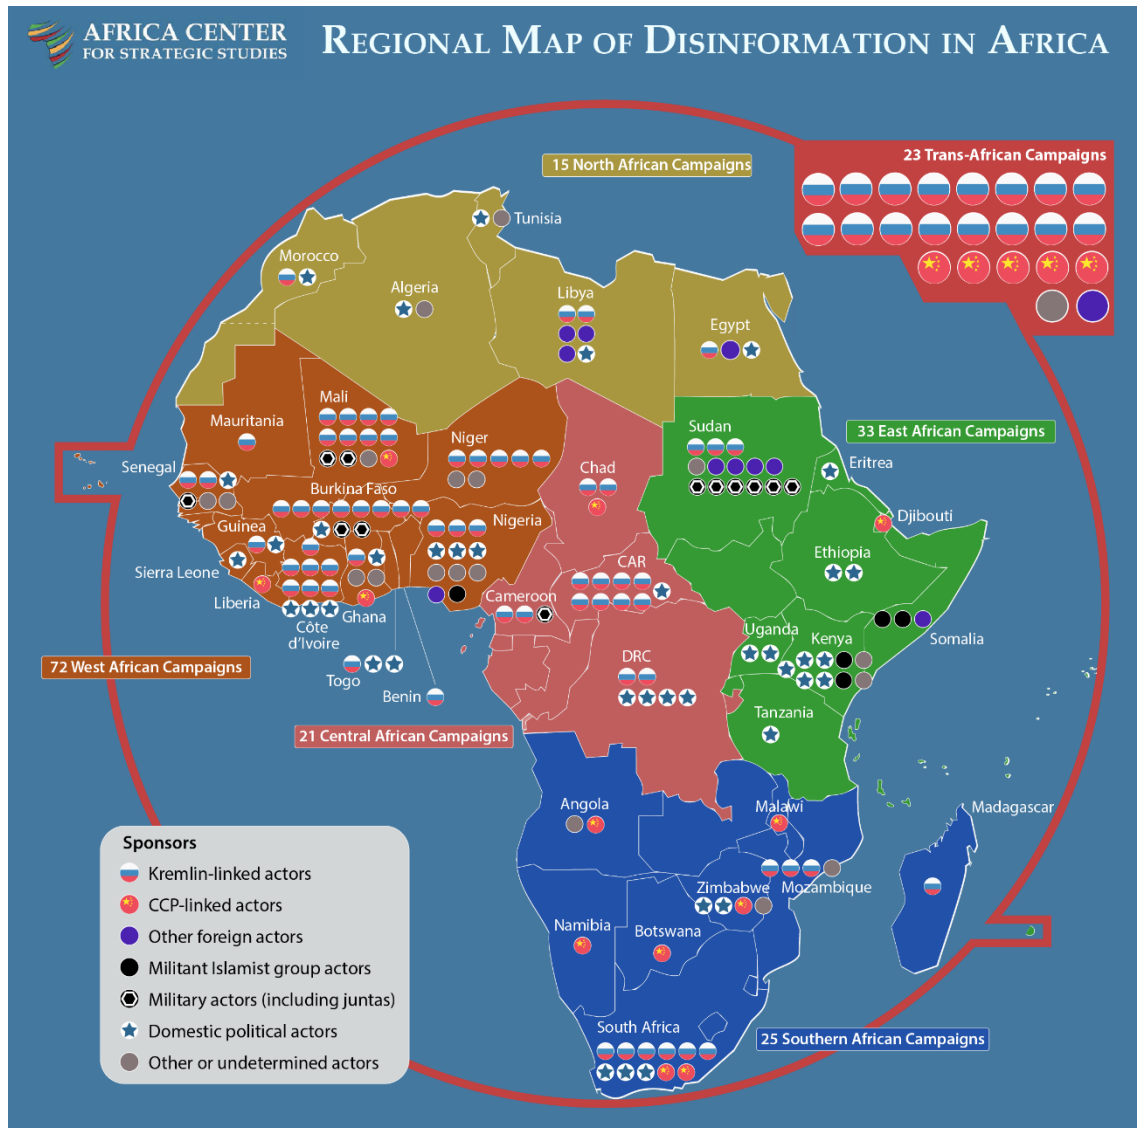 AFRICA CENTER
FOR STRATEGIC STUDIES
REGIONAL MAP OF DISINFORMATION IN AFRICA
23 Trans-African Campaigns
15 North African Campaigns
Tunisia
Morocco
Algeria
Libya
Egypt
Mali
Mauritania
Niger
Sudan
33 East African Campaigns
Senegal
Chad
Eritrea
Burkina Faso
Djibouti
Guinea
Nigeria
Ethiopia
Sierra Leone
CAR
Liberia
Cameroon
Ghana
Côte
d'Ivoire
Uganda
Kenya
Somalia
72 West African Campaigns
DRC
Togo
Benin
Tanzania
21 Central African Campaigns
Angola
Malawi
Madagascar
Zimbabwe
Mozambique
Namibia
Botswana
South Africa
25 Southern African Campaigns
Sponsors
Kremlin-linked actors
CCP-linked actors
Other foreign actors
Militant Islamist group actors
Military actors (including juntas)
Domestic political actors
Other or undetermined actors